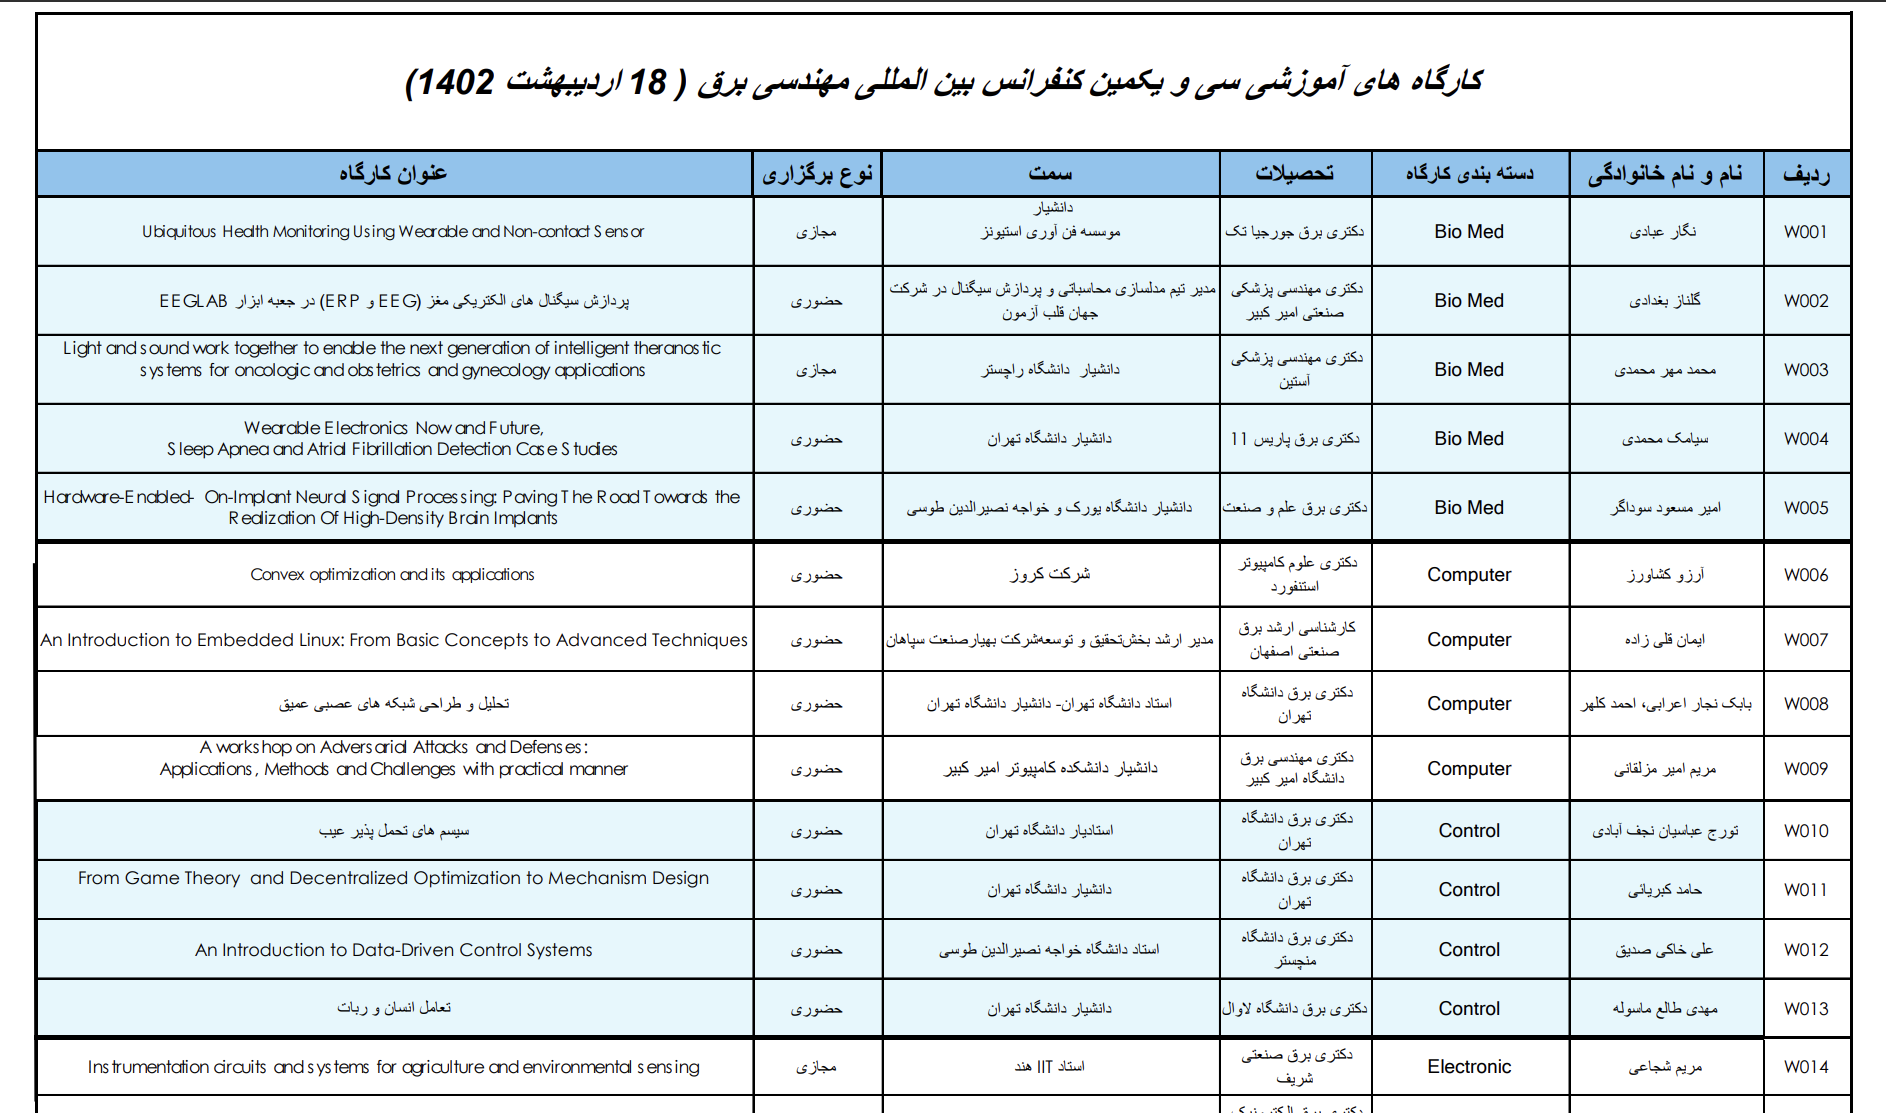 کارگاه های آموزشی سی و یکمین کنفرانس بین المللی مهندسی برق ( 18 اردیبهشت 1402)
ردیف	نام و نام خانوادگی	دسته بندی کارگاه	تحصیلات	سمت	نوع برگزاری	عنوان کارگاه
W001	نگار عبادی	Bio Med	دکتری برق جورجیا تک	دانشیار
موسسه فن آوری استیونز	مجازی	Ubiquitous Health Monitoring Using Wearable and Non-contact Sensor
W002	گلناز بغدادی	Bio Med	دکتری مهندسی پزشکی
صنعتی امیر کبیر	مدیر تیم مدلسازی محاسباتی و پردازش سیگنال در شرکت
جهان قلب آزمون	حضوری	پردازش سیگنال های الکتریکی مغز (EEG و ERP) در جعبه ابزار EEGLAB
W003	محمد مهر محمدی	Bio Med	دکتری مهندسی پزشکی
آستین	دانشیار دانشگاه راچستر	مجازی	Light and sound work together to enable the next generation of intelligent theranostic
systems for oncologic and obstetrics and gynecology applications
W004	سیامک محمدی	Bio Med	دکتری برق پاریس 11	دانشیار دانشگاه تهران	حضوری	Wearable Electronics Now and Future,
Sleep Apnea and Atrial Fibrillation Detection Case Studies
W005	امیر مسعود سوداگر	Bio Med	دکتری برق علم و صنعت	دانشیار دانشگاه یورک و خواجه نصیرالدین طوسی	حضوری	Hardware-Enabled- On-Implant Neural Signal Processing: Paving The Road Towards the
Realization Of High-Density Brain Implants
W006	آرزو کشاورز	Computer	دکتری علوم کامپیوتر
استنفورد	شرکت کروز	حضوری	Convex optimization and its applications
W007	ایمان قلی زاده	Computer	کارشناسی ارشد برق
صنعتی اصفهان	مدیر ارشد بخش‌تحقیق و توسعه‌شرکت بهیارصنعت سپاهان	حضوری	An Introduction to Embedded Linux: From Basic Concepts to Advanced Techniques
W008	بابک نجار اعرابی، احمد کلهر	Computer	دکتری برق دانشگاه
تهران	استاد دانشگاه تهران- دانشیار دانشگاه تهران	حضوری	تحلیل و طراحی شبکه های عصبی عمیق
W009	مریم امیر مزلقانی	Computer	دکتری مهندسی برق
دانشگاه امیر کبیر	دانشیار دانشکده کامپیوتر امیر کبیر	حضوری	A workshop on Adversarial Attacks and Defenses:
Applications, Methods and Challenges with practical manner
W010	تورج عباسیان نجف آبادی	Control	دکتری برق دانشگاه
تهران	استادیار دانشگاه تهران	حضوری	سیسم های تحمل پذیر عیب
W011	حامد کبریائی	Control	دکتری برق دانشگاه
تهران	دانشیار دانشگاه تهران	حضوری	From Game Theory and Decentralized Optimization to Mechanism Design
W012	علی خاکی صدیق	Control	دکتری برق دانشگاه
منچستر	استاد دانشگاه خواجه نصیرالدین طوسی	حضوری	An Introduction to Data-Driven Control Systems
W013	مهدی طالع ماسوله	Control	دکتری برق دانشگاه لاوال	دانشیار دانشگاه تهران	حضوری	تعامل انسان و ربات
W014	مریم شجاعی	Electronic	دکتری برق صنعتی
شریف	استاد IIT هند	مجازی	Instrumentation circuits and systems for agriculture and environmental sensing